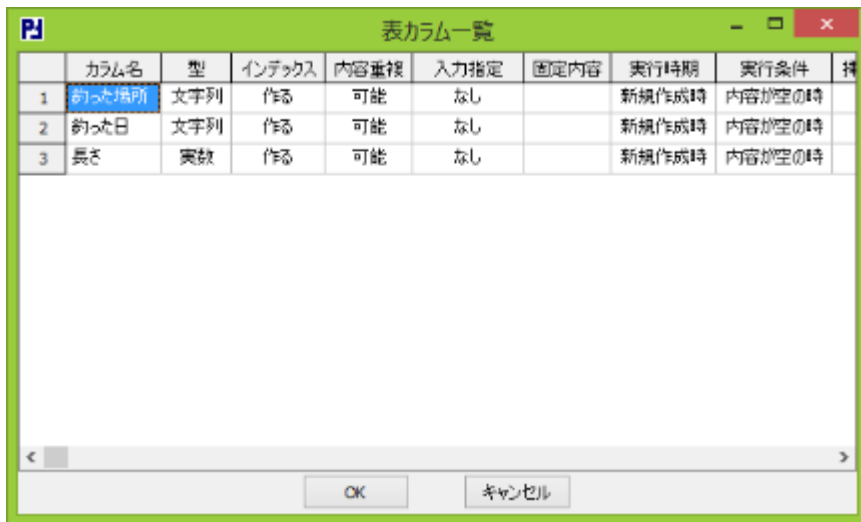 表カラム一覧
カラム名 型 インデックス 内容重複 入力指定 固定内容 実行時期 実行条件
1 釣った場所 文字列 作る 可能 なし 新規作成時 内容が空の時
2 釣った日 文字列 作る 可能 なし 新規作成時 内容が空の時
3 長さ 実数 作る 可能 なし 新規作成時 内容が空の時
OK キャンセル